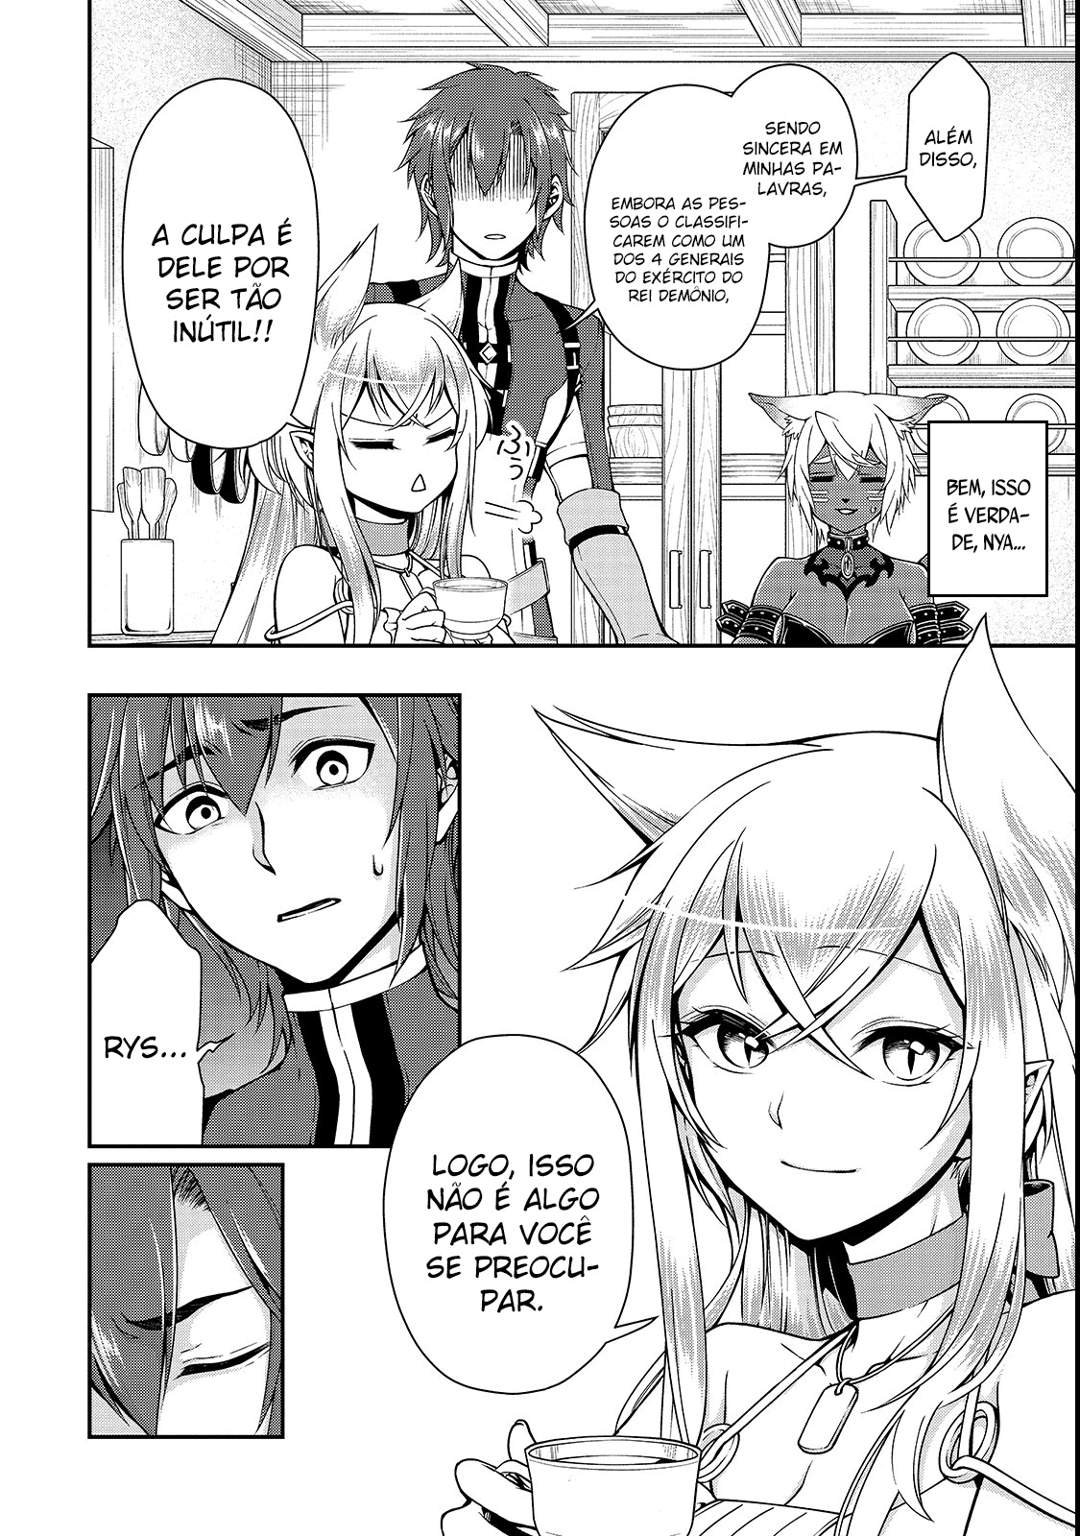 ALÉM
DISSO,
SENDO
SINCERA EM
MINHAS PA-
LAVRAS,
EMBORA AS PES-
SOAS O CLASSIFI-
CAREM COMO UM
DOS 4 GENERAIS
DO EXÉRCITO DO
REI DEMÔNIO,
A CULPA É
DELE POR
SER TÃO
INÚTIL!!
ふぅ
BEM, ISSO
É VERDA-
DE, NYA...
RYS...
LOGO, ISSO
NÃO É ALGO
PARA VOCÊ
SE PREOCU-
PAR.